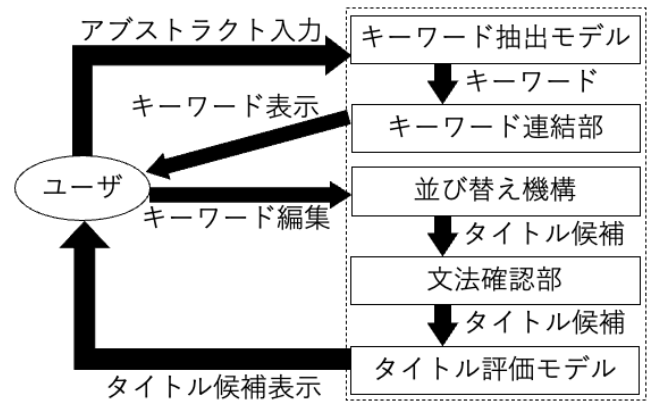 アブストラクト入力
キーワード抽出モデル
キーワード
キーワード表示
キーワード連結部
ユーザ
並び替え機構
キーワード編集
タイトル候補
文法確認部
タイトル候補
タイトル評価モデル
タイトル候補表示